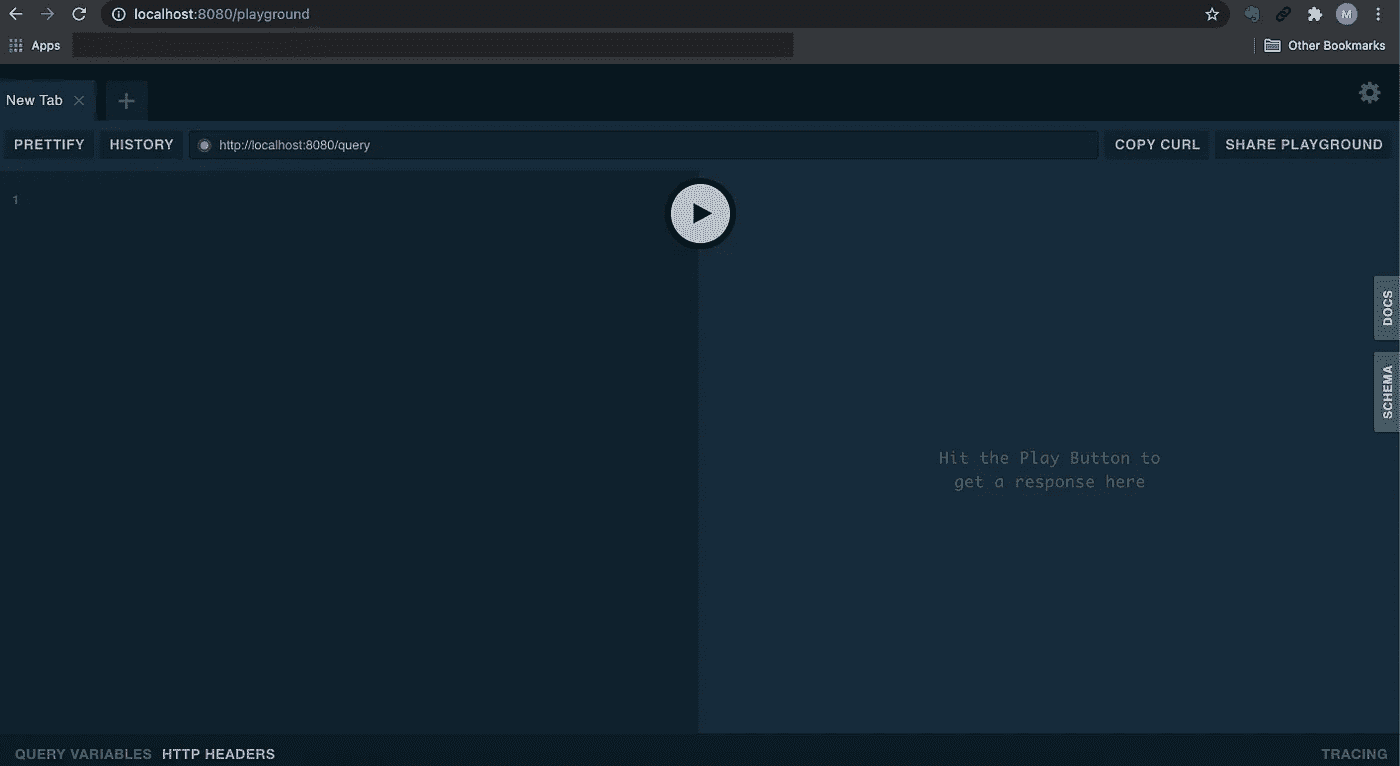 localhost:8080/playground
M
Apps
Other Bookmarks
New Tab
PRETTIFY
HISTORY
http://localhost:8080/query
COPY CURL
SHARE PLAYGROUND
1
DOCS
SCHEMA
Hit the Play Button to
get a response here
QUERY VARIABLES
HTTP HEADERS
TRACING